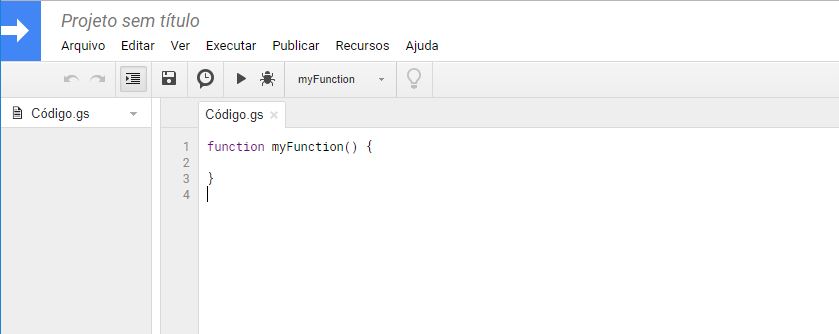 Projeto sem título
Arquivo Editar Ver Executar Publicar Recursos Ajuda
myFunction
Código.gs
Código.gs
1 function myFunction() {
2
3 }
4